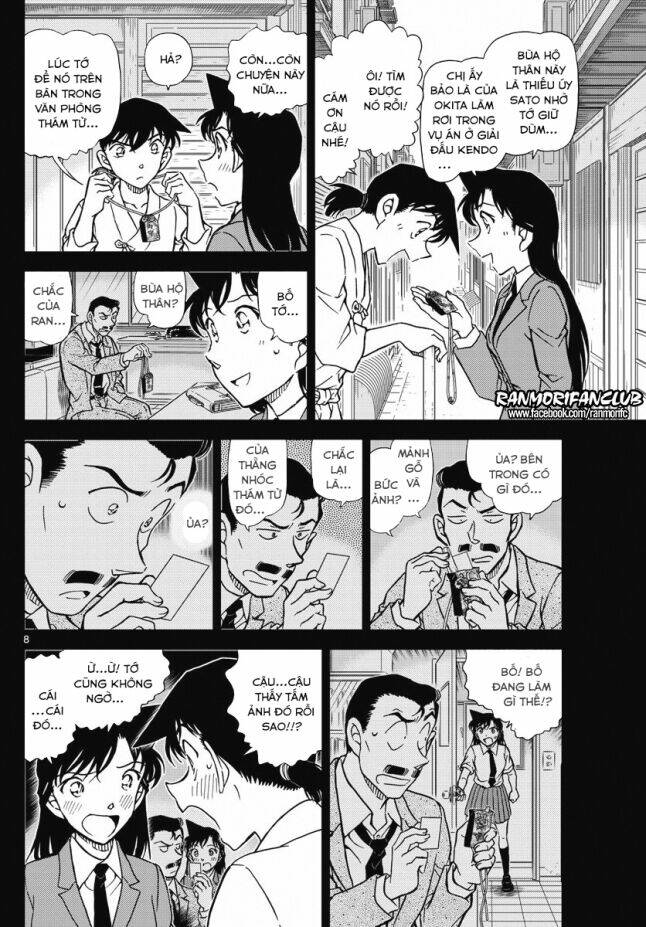 BÙA HỘ
THÂN NÀY
LÀ THIẾU ÚY
SATO NHỜ
TỚ GIỮ
DÙM...
CHỊ ẤY
BẢO LÀ CỦA
OKITA LÀM
RƠI TRONG
VỤ ÁN Ở GIẢI
ĐẤU KENDO
...
ÔI! TÌM
ĐƯỢC
NÓ RỒI!
CẢM
ƠN
CẬU
NHÉ!
RANMORIFANCLUB
www.facebook.com/ranmorifc
CÒN...CÒN
CHUYỆN NÀY
NỮA...
HẢ?
LÚC TỚ
ĐỂ NÓ TRÊN
BÀN TRONG
VĂN PHÒNG
THÁM TỬ...
BỐ
TỚ...
BÙA HỘ
THÂN?
CHẮC
CỦA
RAN...
ỦA? BÊN
TRONG CÓ
GÌ ĐÓ...
MẢNH
GỖ VÀ
...
BỨC
ẢNH?
CHẮC
LẠI
LÀ...
CỦA
THẰNG
NHÓC
THÁM TỬ
ĐÓ...
ỦA?
8
BỐ! BỐ
ĐANG LÀM
GÌ THẾ?
CẬU...CẬU
THẤY TẤM
ẢNH ĐÓ RỒI
SAO!!?
Ừ...Ừ! TỚ
CŨNG KHÔNG
NGỜ...
CÁI
...CÁI
ĐÓ...